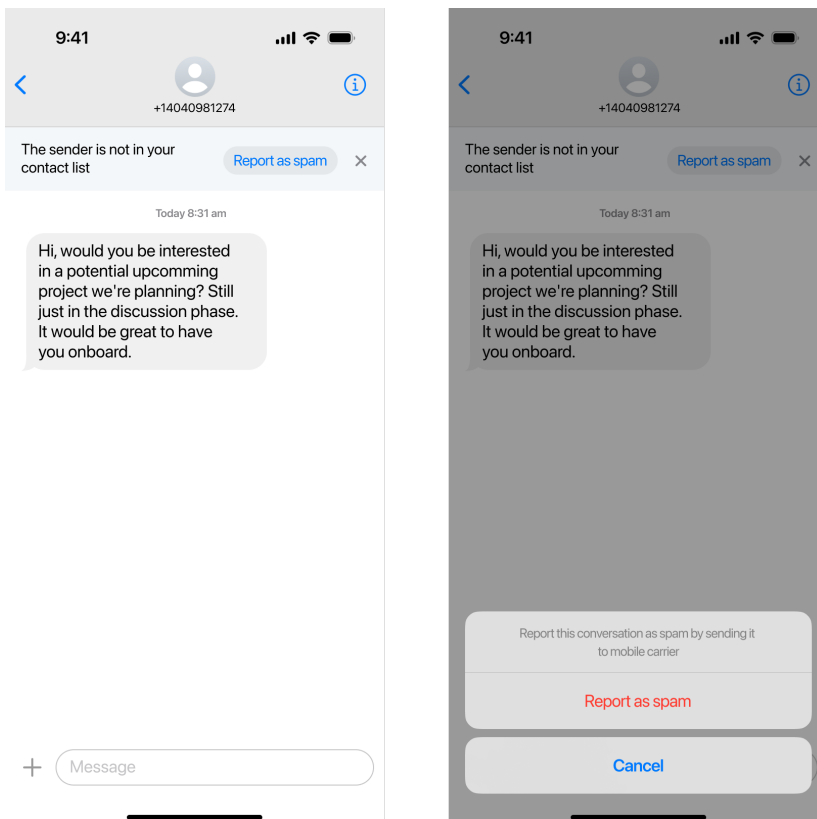 9:41
+14040981274
The sender is not in your
contact list
Report as spam
Today 8:31 am
Hi, would you be interested
in a potential upcomming
project we're planning? Still
just in the discussion phase.
It would be great to have
you onboard.
Message
9:41
+14040981274
The sender is not in your
contact list
Report as spam
Today 8:31 am
Hi, would you be interested
in a potential upcomming
project we're planning? Still
just in the discussion phase.
It would be great to have
you onboard.
Report this conversation as spam by sending it
to mobile carrier
Report as spam
Cancel